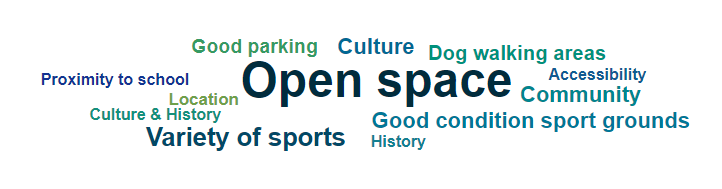 Good parking
Culture
Dog walking areas
Proximity to school
Open space
Accessibility
Location
Community
Culture & History
Variety of sports
Good condition sport grounds
History